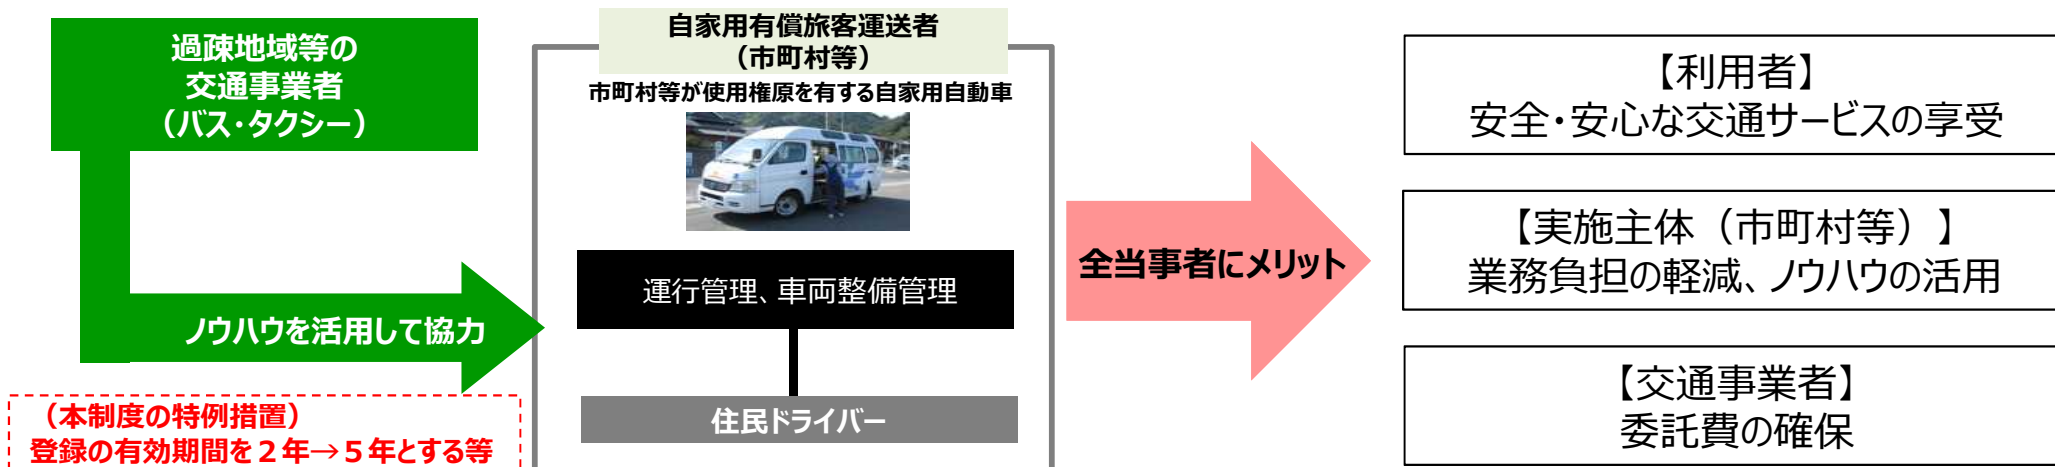 過疎地域等の
交通事業者
（バス・タクシー）
ノウハウを活用して協力
（本制度の特例措置）
登録の有効期間を２年→５年とする等
自家用有償旅客運送者
（市町村等）
市町村等が使用権原を有する自家用自動車
運行管理、車両整備管理
住民ドライバー
全当事者にメリット
【利用者】
安全・安心な交通サービスの享受
【実施主体（市町村等）】
業務負担の軽減、ノウハウの活用
【交通事業者】
委託費の確保